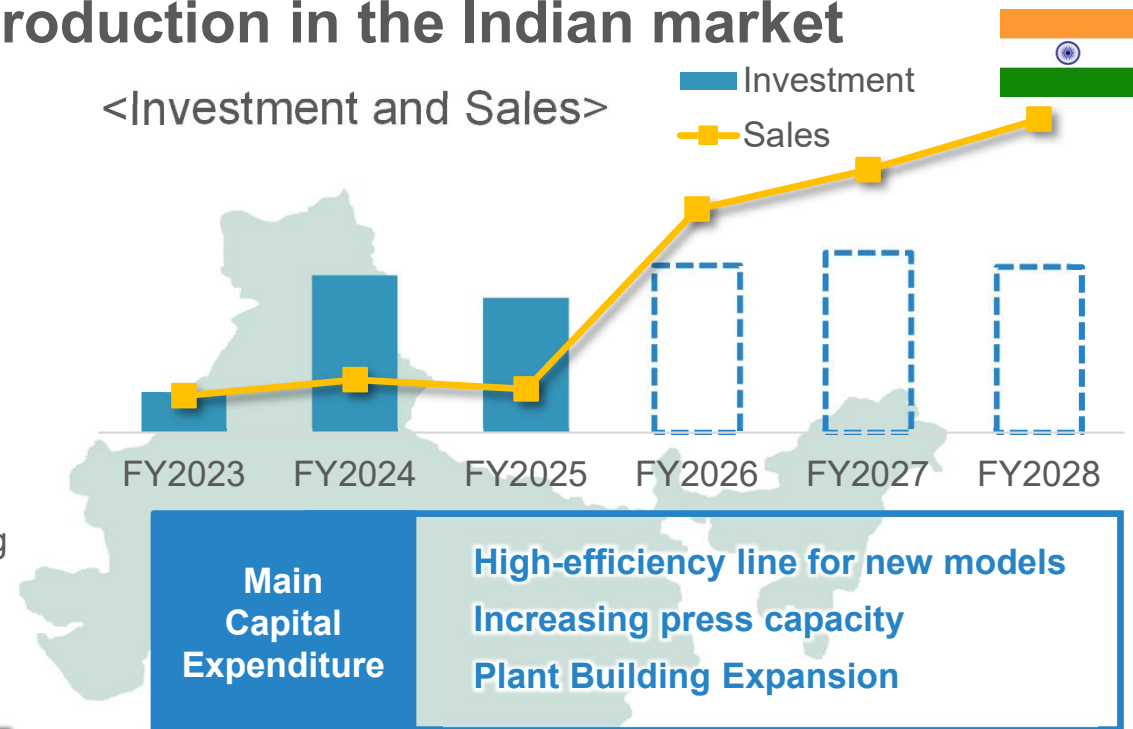 roduction in the Indian market
<Investment and Sales>
Investment
Sales
FY2023 FY2024 FY2025 FY2026 FY2027 FY2028
g
Main
Capital
Expenditure
High-efficiency line for new models
Increasing press capacity
Plant Building Expansion